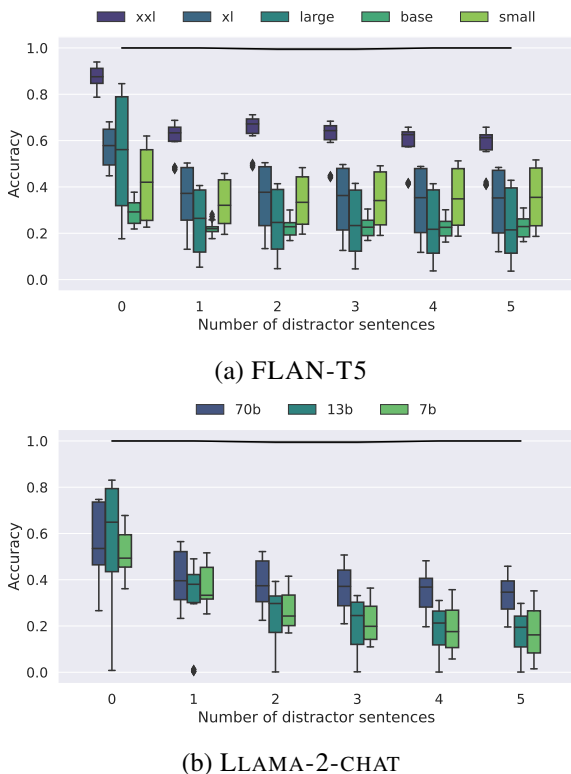 xxl xl large base small
1.0
0.8
0.6
0.4
0.2
0.0
Accuracy
0 1 2 3 4 5
Number of distractor sentences
(a) FLAN-T5
70b 13b 7b
1.0
0.8
0.6
0.4
0.2
0.0
Accuracy
0 1 2 3 4 5
Number of distractor sentences
(b) LLAMA-2-CHAT